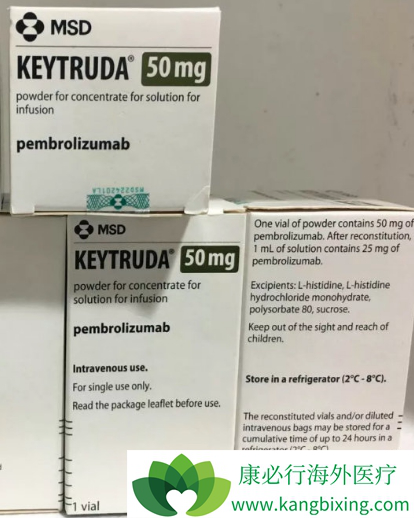 MSD
KEYTRUDA® 50 mg
powder for concentrate for solution for
infusion
pembrolizumab
MSD224201LA
MSD
KEYTRUDA® 50 mg
powder for concentrate for
solution for infusion
pembrolizumab
Intravenous use.
For single use only.
Read the package leaflet before use.
1 vial
One vial of powder contains 50 mg of
pembrolizumab. After reconstitution,
1 mL of solution contains 25 mg of
pembrolizumab.
Excipients: L-histidine, L-histidine
hydrochloride monohydrate,
polysorbate 80, sucrose.
Keep out of the sight and reach of
children.
Store in a refrigerator (2°C - 8°C).
The reconstituted vials and/or diluted
intravenous bags may be stored for a
cumulative time of up to 24 hours in a
refrigerator (2°C - 8°C).
康必行海外医疗
www.kangbixing.com